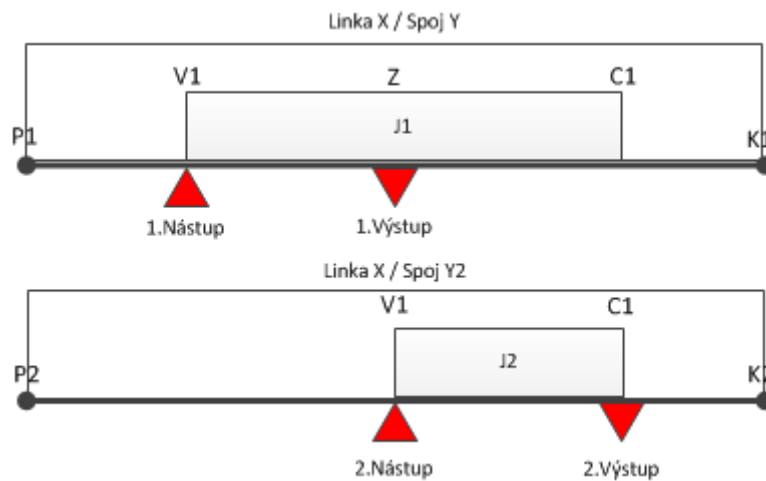 Linka X / Spoj Y
V1 Z C1
J1
P1 K1
1.Nástup 1.Výstup
Linka X / Spoj Y2
V1 C1
J2
P2 K2
2.Nástup 2.Výstup